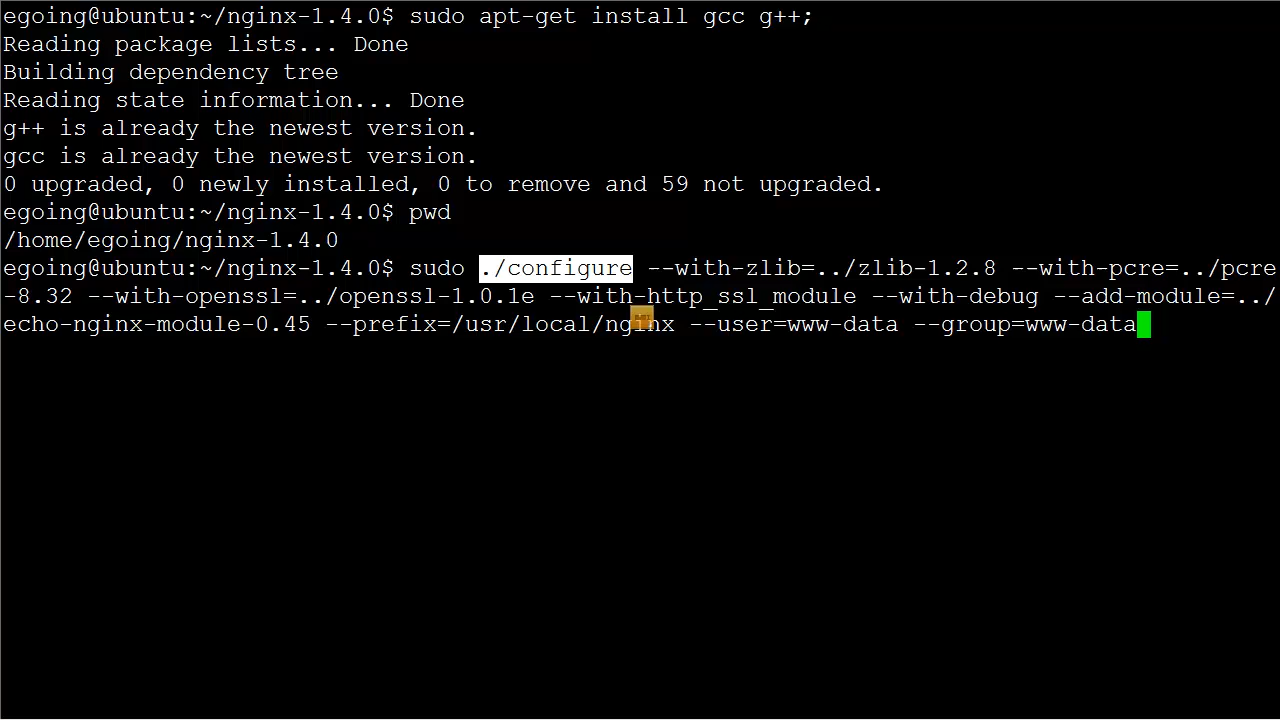 egoing@ubuntu:~/nginx-1.4.0$ sudo apt-get install gcc g++;
Reading package lists... Done
Building dependency tree
Reading state information... Done
g++ is already the newest version.
gcc is already the newest version.
0 upgraded, 0 newly installed, 0 to remove and 59 not upgraded.
egoing@ubuntu:~/nginx-1.4.0$ pwd
/home/egoing/nginx-1.4.0
egoing@ubuntu:~/nginx-1.4.0$ sudo ./configure --with-zlib=../zlib-1.2.8 --with-pcre=../pcre
-8.32 --with-openssl=../openssl-1.0.1e --with-http_ssl_module --with-debug --add-module=../
echo-nginx-module-0.45 --prefix=/usr/local/nginx --user=www-data --group=www-data